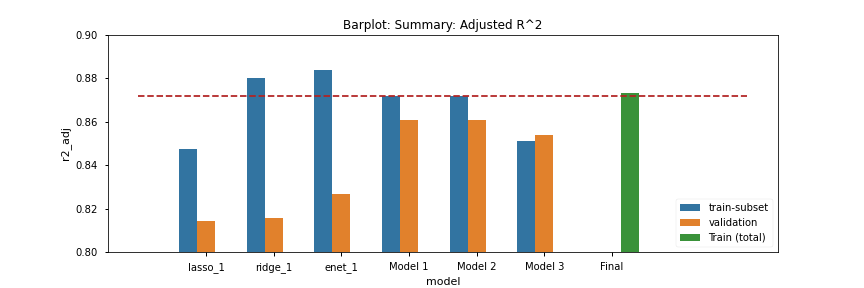 Barplot: Summary: Adjusted R^2
r2_adj
0.90
0.88
0.86
0.84
0.82
0.80
lasso_1 ridge_1 enet_1 Model 1 Model 2 Model 3 Final
model
train-subset
validation
Train (total)